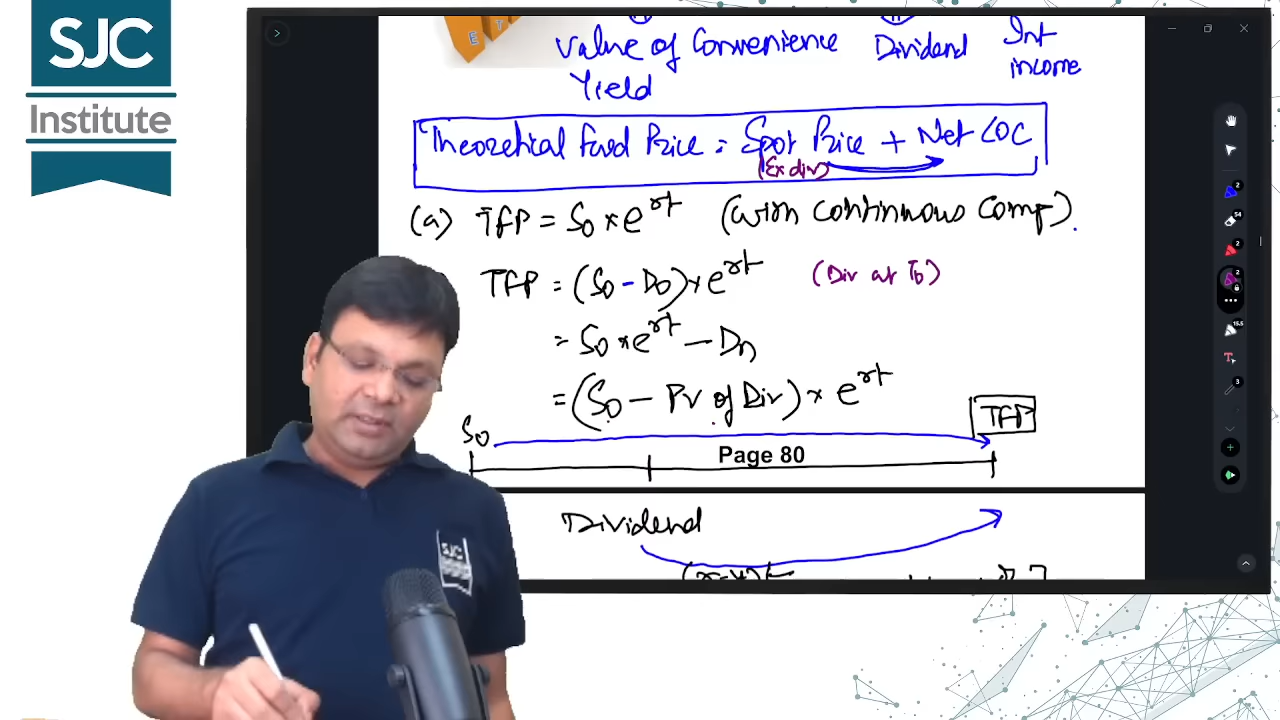 SJC
Institute
E T
Value of Convenience Dividend Int
Yield income
Theoretical Fwd Price = Spot Price + Net COC
(Ex div)
(a) TFP = S0 × e^rt (with continuous comp).
TFP = (S0 - D0) × e^rt (Div at T0)
= S0 × e^rt - Dn
= (S0 - PV of Div) × e^rt
S0 TFP
Page 80
Dividend
SJC